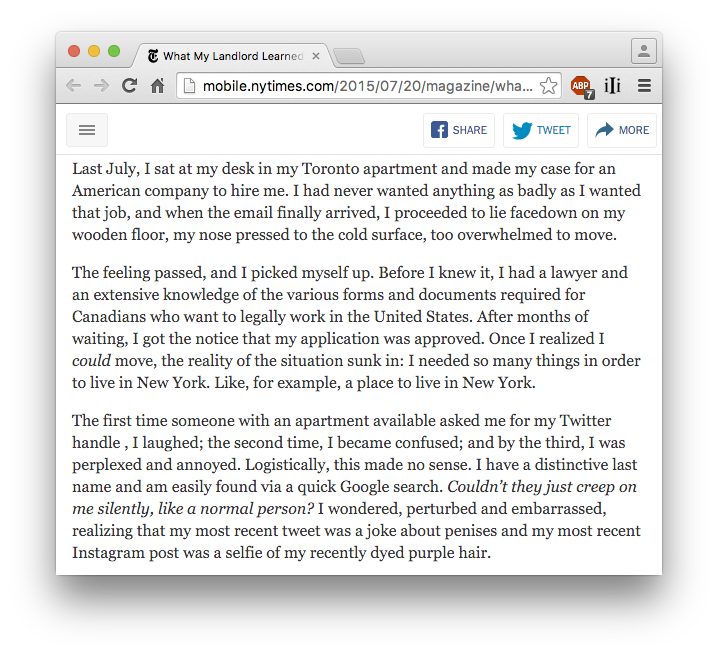 What My Landlord Learned
mobile.nytimes.com/2015/07/20/magazine/wha...
ABP
7
SHARE
TWEET
MORE
Last July, I sat at my desk in my Toronto apartment and made my case for an
American company to hire me. I had never wanted anything as badly as I wanted
that job, and when the email finally arrived, I proceeded to lie facedown on my
wooden floor, my nose pressed to the cold surface, too overwhelmed to move.
The feeling passed, and I picked myself up. Before I knew it, I had a lawyer and
an extensive knowledge of the various forms and documents required for
Canadians who want to legally work in the United States. After months of
waiting, I got the notice that my application was approved. Once I realized I
could move, the reality of the situation sunk in: I needed so many things in order
to live in New York. Like, for example, a place to live in New York.
The first time someone with an apartment available asked me for my Twitter
handle , I laughed; the second time, I became confused; and by the third, I was
perplexed and annoyed. Logistically, this made no sense. I have a distinctive last
name and am easily found via a quick Google search. Couldn’t they just creep on
me silently, like a normal person? I wondered, perturbed and embarrassed,
realizing that my most recent tweet was a joke about penises and my most recent
Instagram post was a selfie of my recently dyed purple hair.